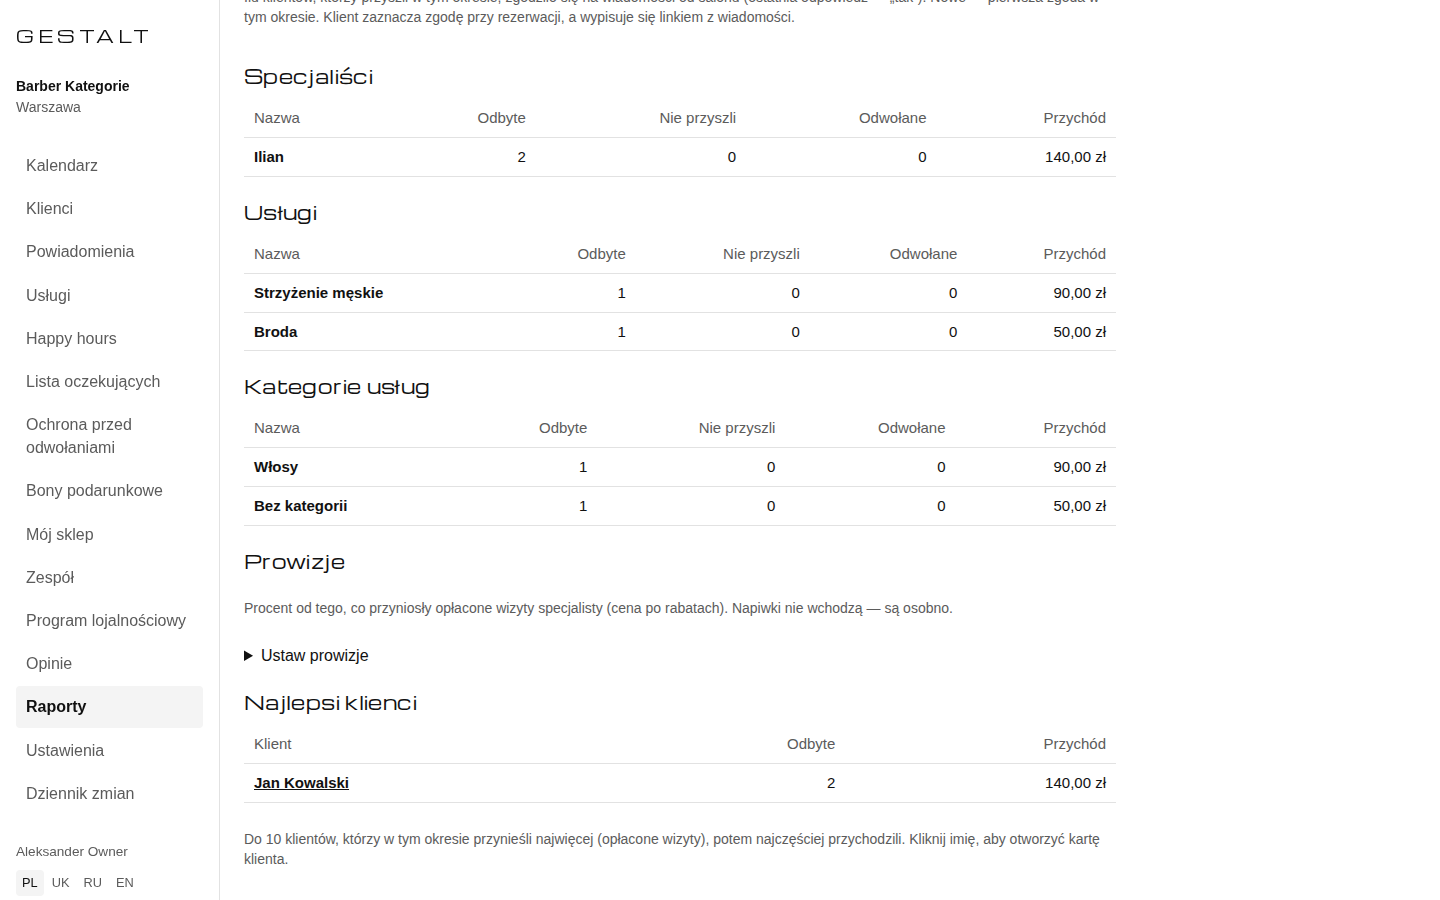 GESTALT
Barber Kategorie
Warszawa
Kalendarz
Klienci
Powiadomienia
Usługi
Happy hours
Lista oczekujących
Ochrona przed
odwołaniami
Bony podarunkowe
Mój sklep
Zespół
Program lojalnościowy
Opinie
Raporty
Ustawienia
Dziennik zmian
Aleksander Owner
PL UK RU EN
tym okresie. Klient zaznacza zgodę przy rezerwacji, a wypisuje się linkiem z wiadomości.
Specjaliści
Nazwa Odbyte Nie przyszli Odwołane Przychód
Ilian 2 0 0 140,00 zł
Usługi
Nazwa Odbyte Nie przyszli Odwołane Przychód
Strzyżenie męskie 1 0 0 90,00 zł
Broda 1 0 0 50,00 zł
Kategorie usług
Nazwa Odbyte Nie przyszli Odwołane Przychód
Włosy 1 0 0 90,00 zł
Bez kategorii 1 0 0 50,00 zł
Prowizje
Procent od tego, co przyniosły opłacone wizyty specjalisty (cena po rabatach). Napiwki nie wchodzą — są osobno.
Ustaw prowizje
Najlepsi klienci
Klient Odbyte Przychód
Jan Kowalski 2 140,00 zł
Do 10 klientów, którzy w tym okresie przynieśli najwięcej (opłacone wizyty), potem najczęściej przychodzili. Kliknij imię, aby otworzyć kartę
klienta.